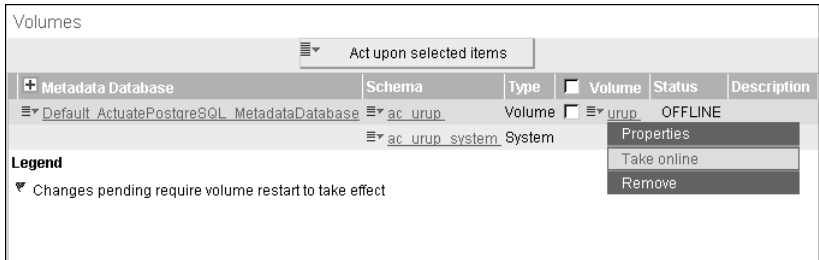 Volumes
Act upon selected items
Metadata Database Schema Type Volume Status Description
Default_ActuatePostgreSQL_MetadataDatabase ac_urup Volume urup OFFLINE
Properties
ac_urup_system System
Take online
Legend
Remove
Changes pending require volume restart to take effect